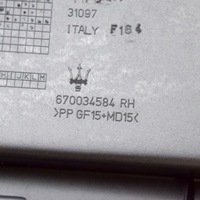 31097
ITALY F184
M J J K L M
670034584 RH
>PP GF15+MD15<